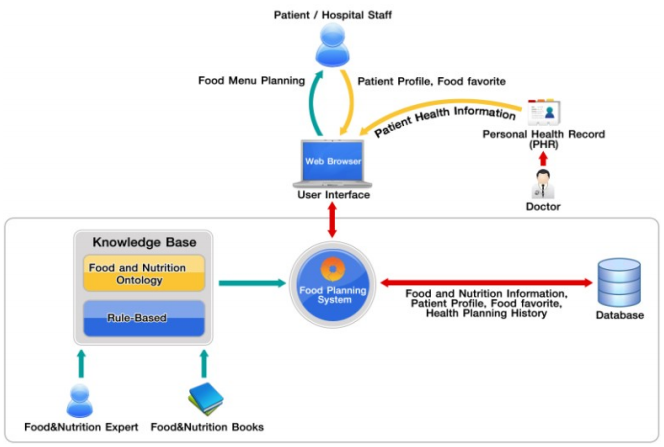 Patient / Hospital Staff
Food Menu Planning
Patient Profile, Food favorite
Patient Health Information
Personal Health Record
(PHR)
Web Browser
User Interface
Doctor
Knowledge Base
Food and Nutrition
Ontology
Rule-Based
Food Planning
System
Food and Nutrition Information,
Patient Profile, Food favorite,
Health Planning History
Database
Food&Nutrition Expert
Food&Nutrition Books